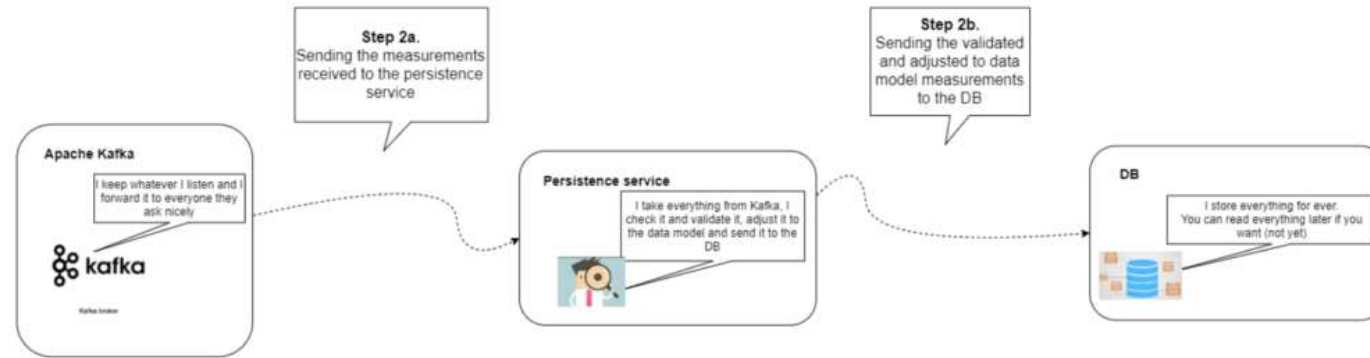 Step 2a.
Sending the measurements
received to the persistence
service
Step 2b.
Sending the validated
and adjusted to data
model measurements
to the DB
Apache Kafka
I keep whatever I listen and I
forward it to everyone they
ask nicely
kafka
Kafka broker
Persistence service
I take everything from Kafka, I
check it and validate it, adjust it to
the data model and send it to the
DB
DB
I store everything for ever.
You can read everything later if you
want (not yet)